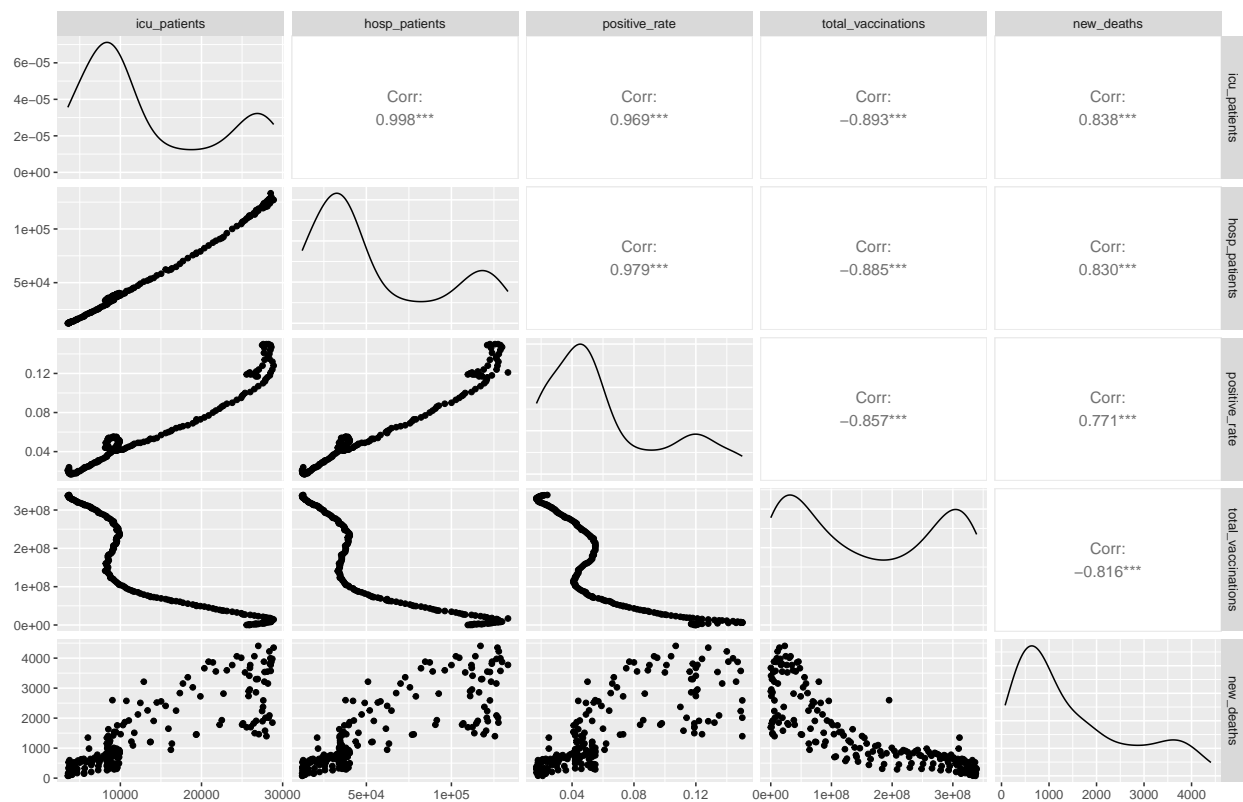 icu_patients hosp_patients positive_rate total_vaccinations new_deaths
6e−05
4e−05
2e−05
0e+00
Corr:
0.998***
Corr:
0.969***
Corr:
−0.893***
Corr:
0.838***
icu_patients
1e+05
5e+04
Corr:
0.979***
Corr:
−0.885***
Corr:
0.830***
hosp_patients
0.12
0.08
0.04
Corr:
−0.857***
Corr:
0.771***
positive_rate
3e+08
2e+08
1e+08
0e+00
Corr:
−0.816***
total_vaccinations
4000
3000
2000
1000
0
new_deaths
10000 20000 30000 5e+04 1e+05 0.04 0.08 0.12 0e+00 1e+08 2e+08 3e+08 0 1000 2000 3000 4000